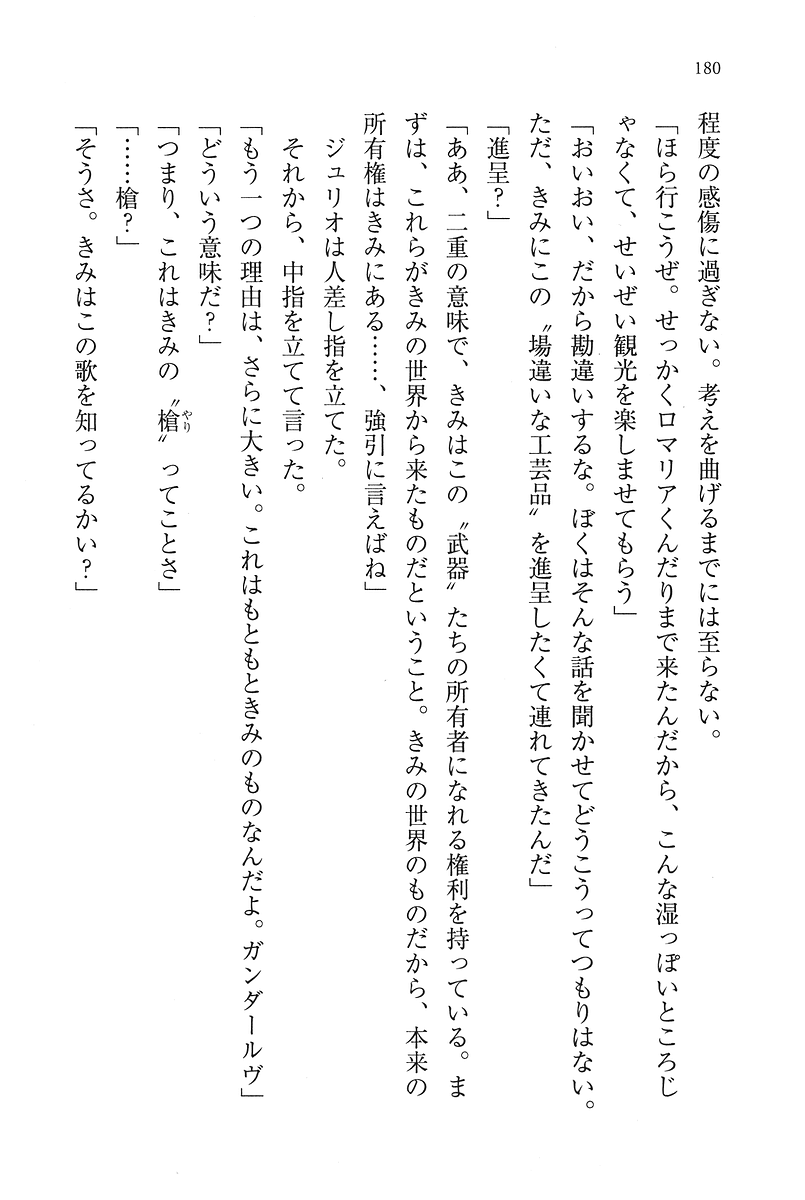 180
程度の感傷に過ぎない。考えを曲げるまでには至らない。
「ほら行こうぜ。せっかくロマリアくんだりまで来たんだから、こんな湿っぽいところじ
ゃなくて、せいぜい観光を楽しませてもらう」
「おいおい、だから勘違いするな。ぼくはそんな話を聞かせてどうこうってつもりはない。
ただ、きみにこの〝場違いな工芸品〟を進呈したくて連れてきたんだ」
「進呈？」
「ああ、二重の意味で、きみはこの〝武器〟たちの所有者になれる権利を持っている。ま
ずは、これらがきみの世界から来たものだということ。きみの世界のものだから、本来の
所有権はきみにある……、強引に言えばね」
ジュリオは人差し指を立てた。
それから、中指を立てて言った。
「もう一つの理由は、さらに大きい。これはもともときみのものなんだよ。ガンダールヴ」
「どういう意味だ？」
「つまり、これはきみの〝槍〟ってことさ」
やり
「……槍？」
「そうさ。きみはこの歌を知ってるかい？」